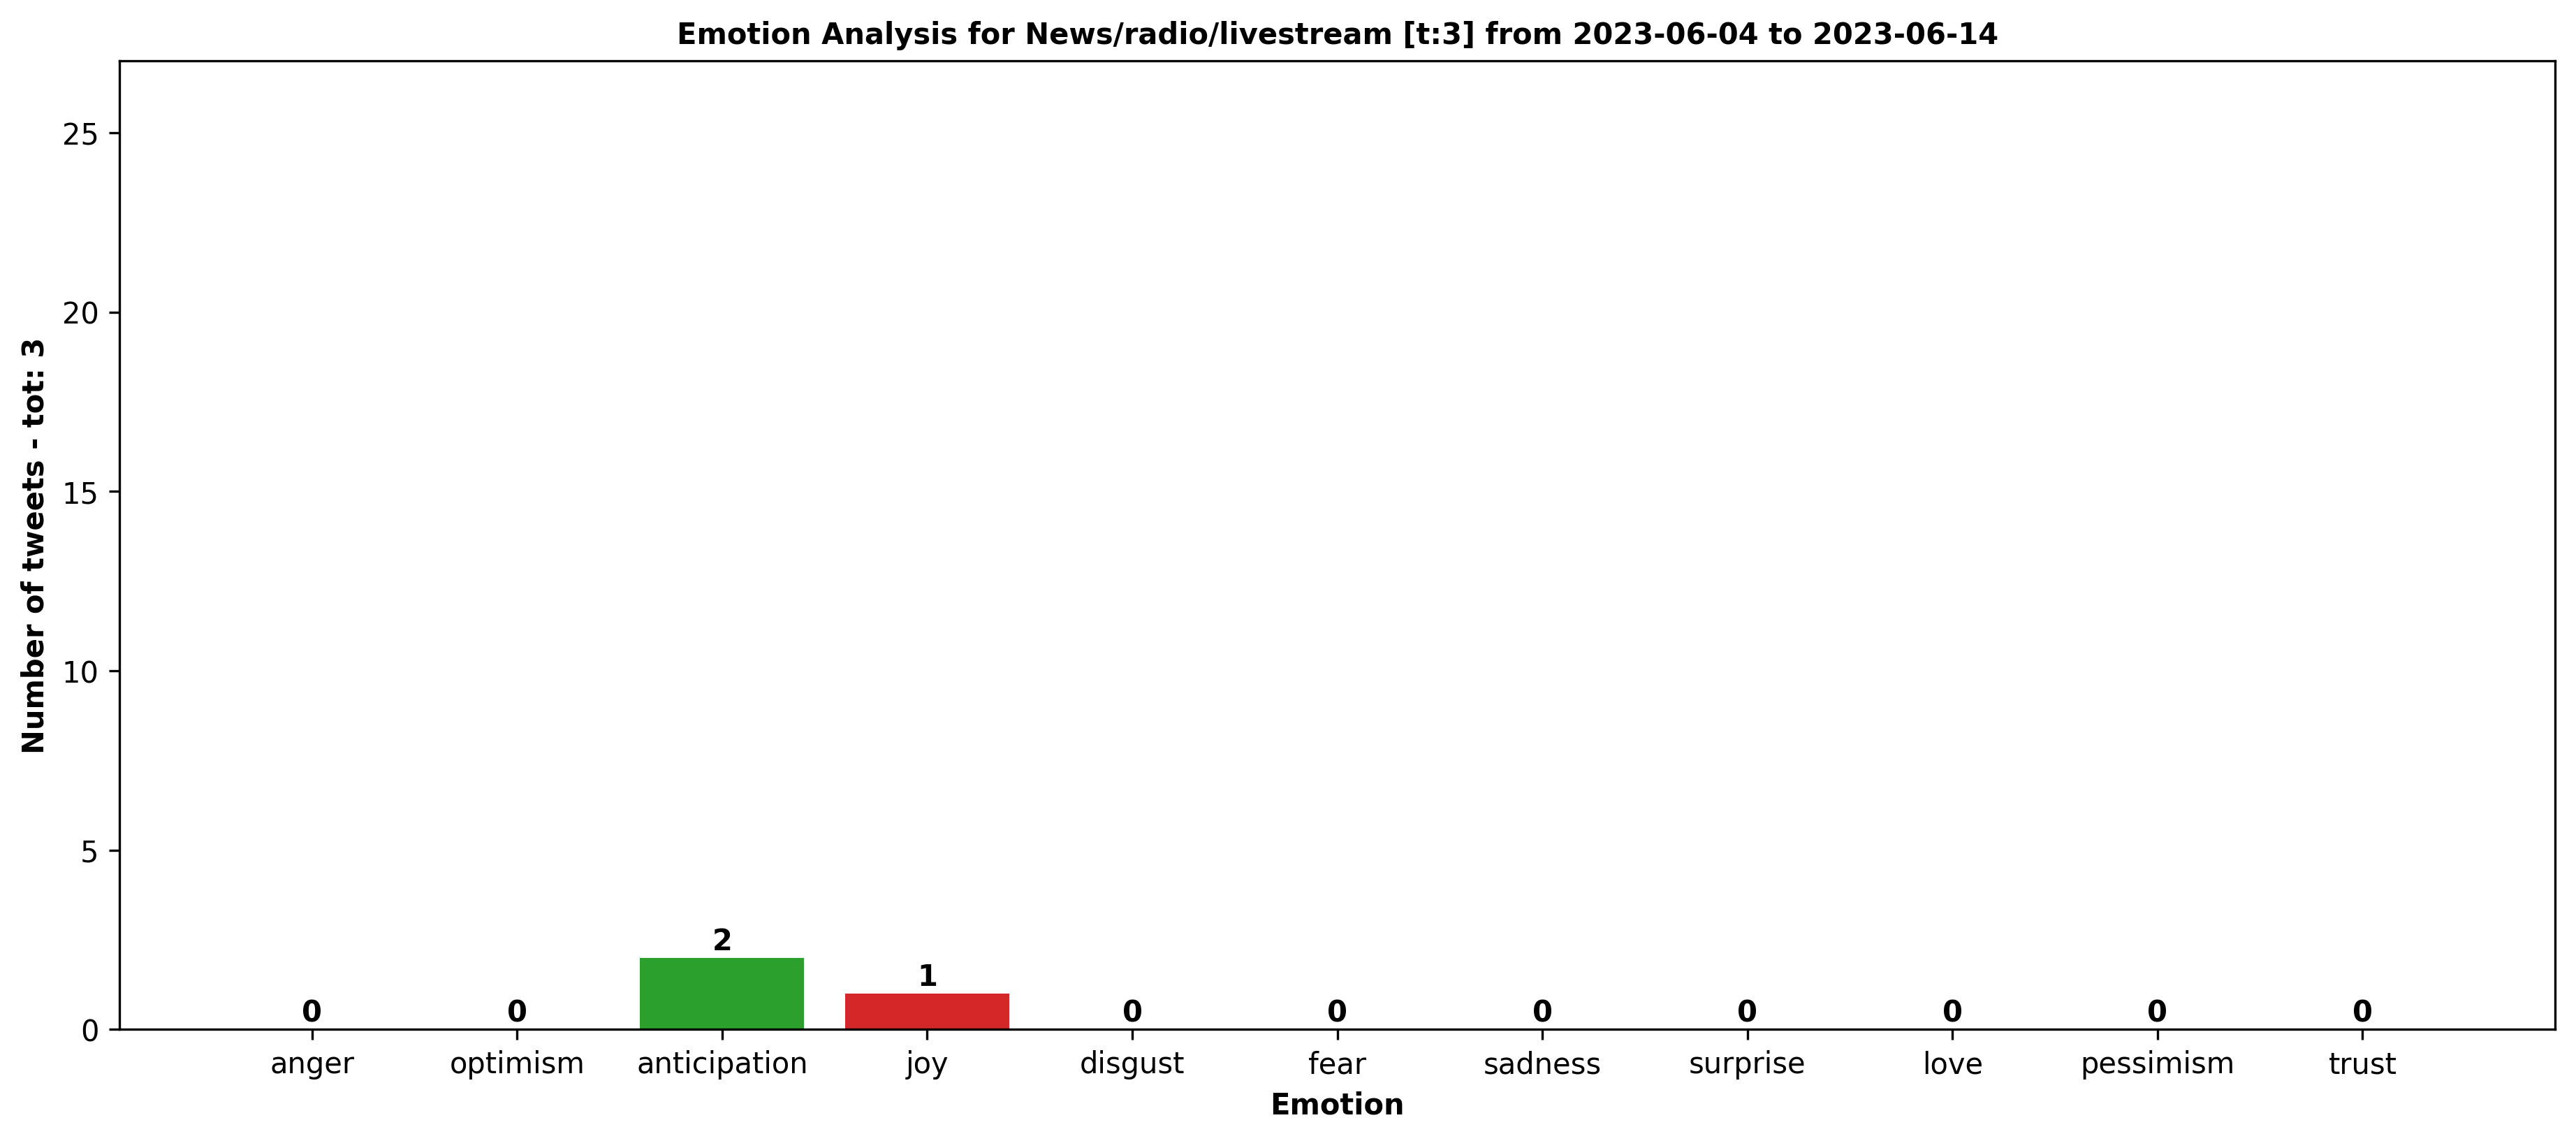 Emotion Analysis for News/radio/livestream [t:3] from 2023-06-04 to 2023-06-14
Number of tweets - tot: 3
25
20
15
10
5
0
0 0 2 1 0 0 0 0 0 0 0
anger optimism anticipation joy disgust fear sadness surprise love pessimism trust
Emotion